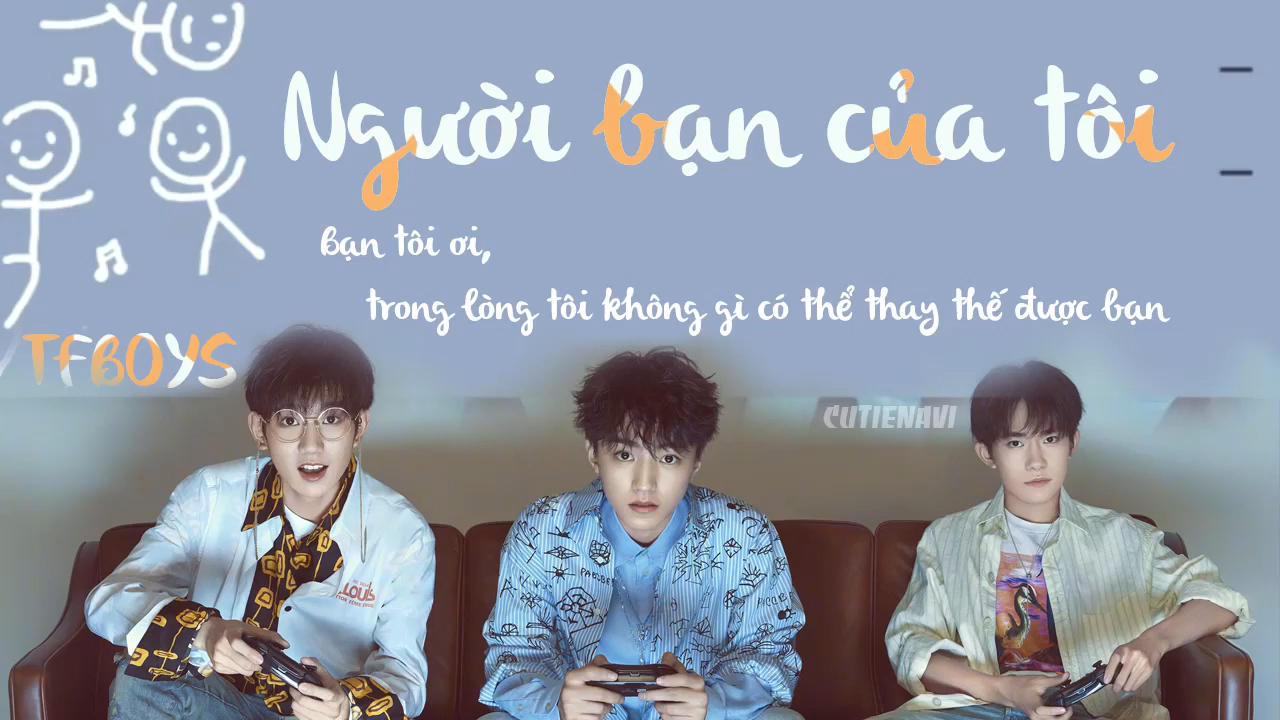 Người bạn của tôi
Bạn tôi ơi,
trong lòng tôi không gì có thể thay thế được bạn
TFBOYS
CUTIENAVI
LOUIS